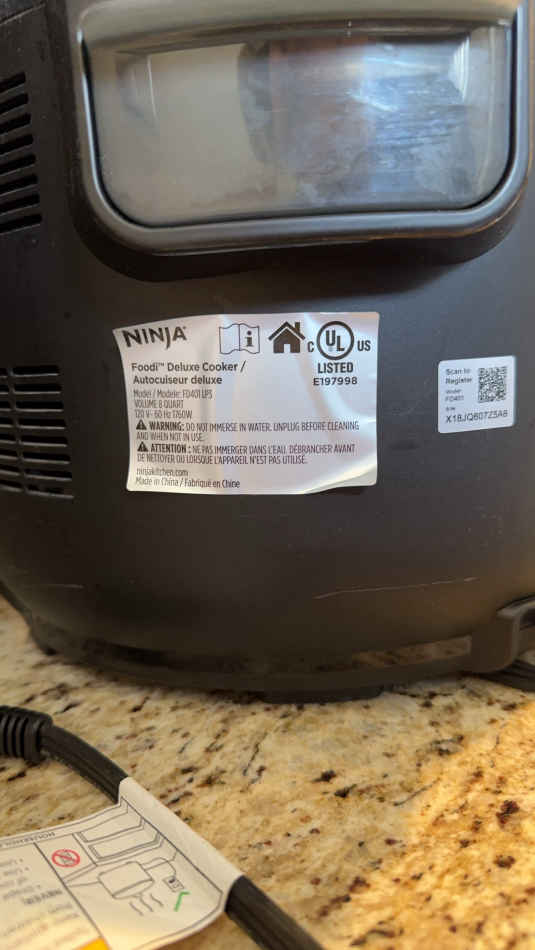 NINJA®
Foodi™ Deluxe Cooker /
Autocuiseur deluxe
Model / Modele: FD401 UP3
VOLUME 8 QUART
120 V~ 60 Hz 1760W
WARNING: DO NOT IMMERSE IN WATER. UNPLUG BEFORE CLEANING
AND WHEN NOT IN USE.
ATTENTION : NE PAS IMMERGER DANS L'EAU. DÉBRANCHER AVANT
DE NETTOYER OU LORSQUE L'APPAREIL N'EST PAS UTILISÉ.
ninjakitchen.com
Made in China / Fabriqué en Chine
C UL US
LISTED
E197998
Scan to
Register
Model:
FD401
S/N:
X18JQ607Z5A8
NEVER